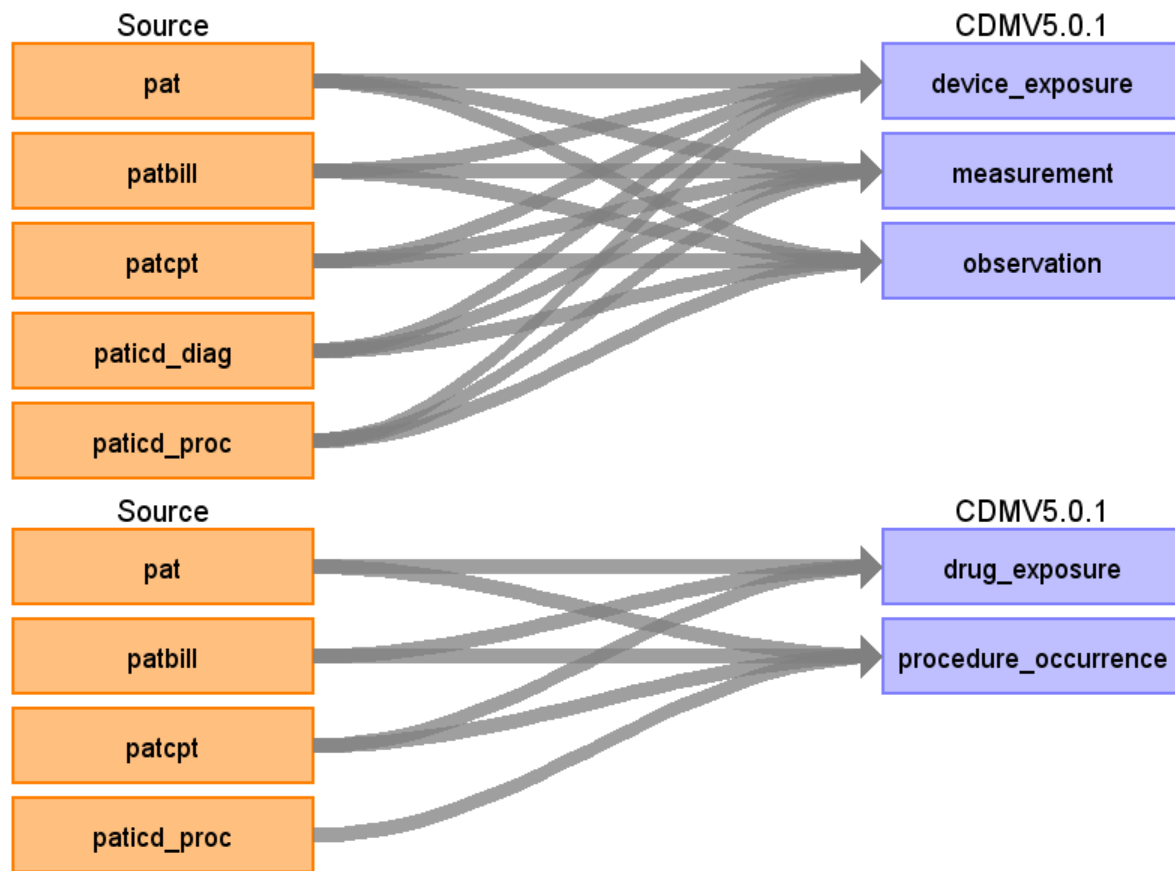 Source CDMV5.0.1
pat device_exposure
patbill measurement
patcpt observation
paticd_diag
paticd_proc
Source CDMV5.0.1
pat drug_exposure
patbill procedure_occurrence
patcpt
paticd_proc